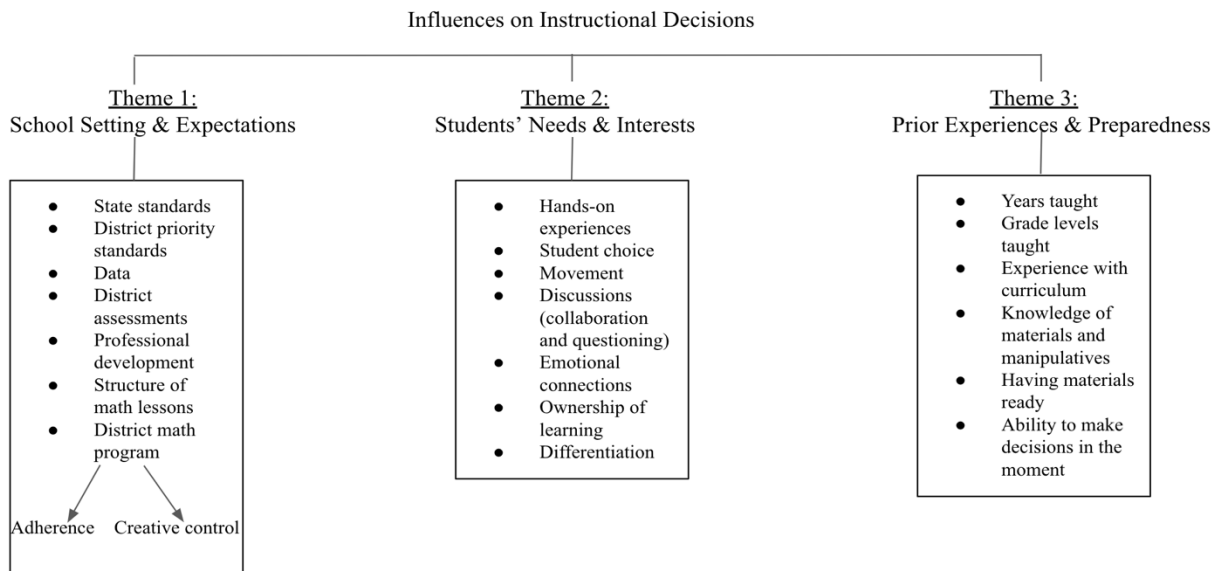 Influences on Instructional Decisions
Theme 1:
School Setting & Expectations
● State standards
● District priority
standards
● Data
● District
assessments
● Professional
development
● Structure of
math lessons
● District math
program
Adherence
Creative control
Theme 2:
Students’ Needs & Interests
● Hands-on
experiences
● Student choice
● Movement
● Discussions
(collaboration
and questioning)
● Emotional
connections
● Ownership of
learning
● Differentiation
Theme 3:
Prior Experiences & Preparedness
● Years taught
● Grade levels
taught
● Experience with
curriculum
● Knowledge of
materials and
manipulatives
● Having materials
ready
● Ability to make
decisions in the
moment